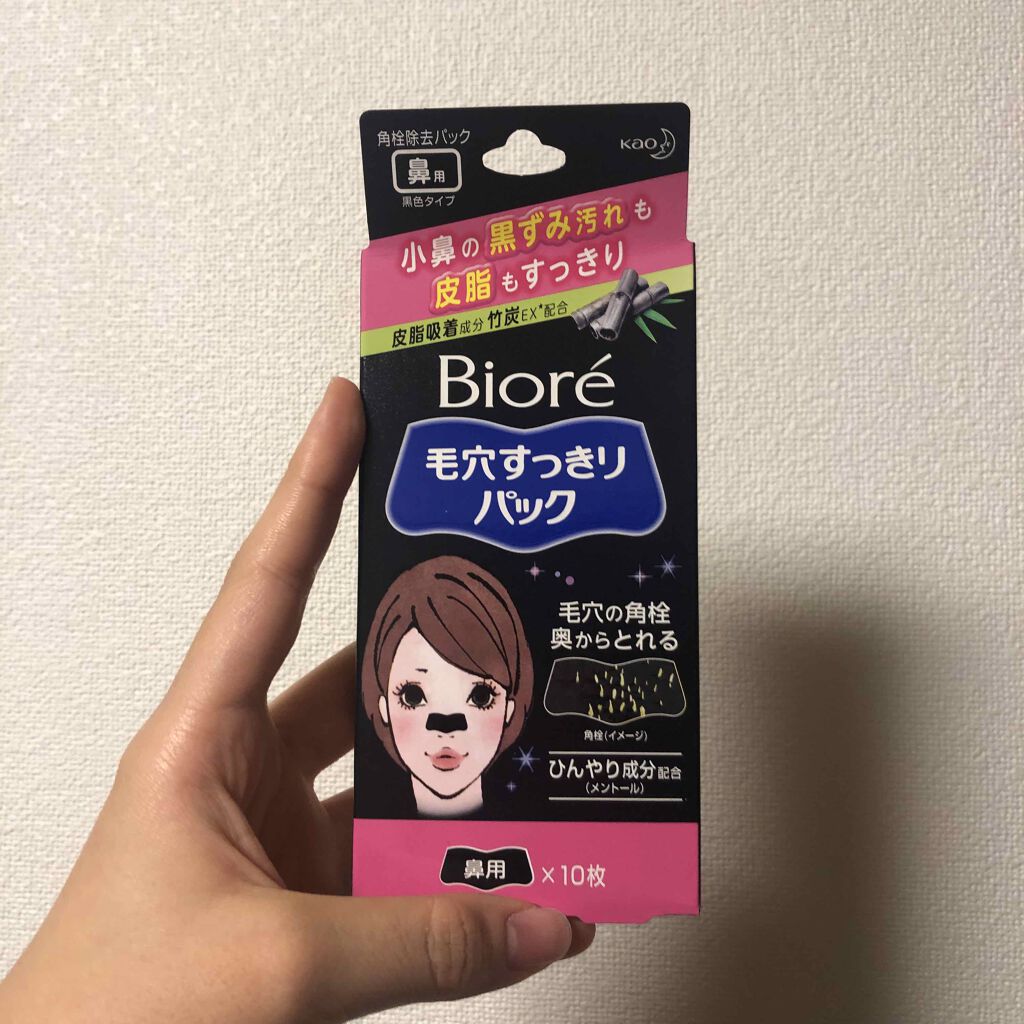 角栓除去パック
鼻用
黒色タイプ
Kao
小鼻の黒ずみ汚れも
皮脂もすっきり
皮脂吸着成分竹炭EX*配合
Bioré
毛穴すっきり
パック
毛穴の角栓
奥からとれる
角栓(イメージ)
ひんやり成分配合
(メントール)
鼻用 ×10枚